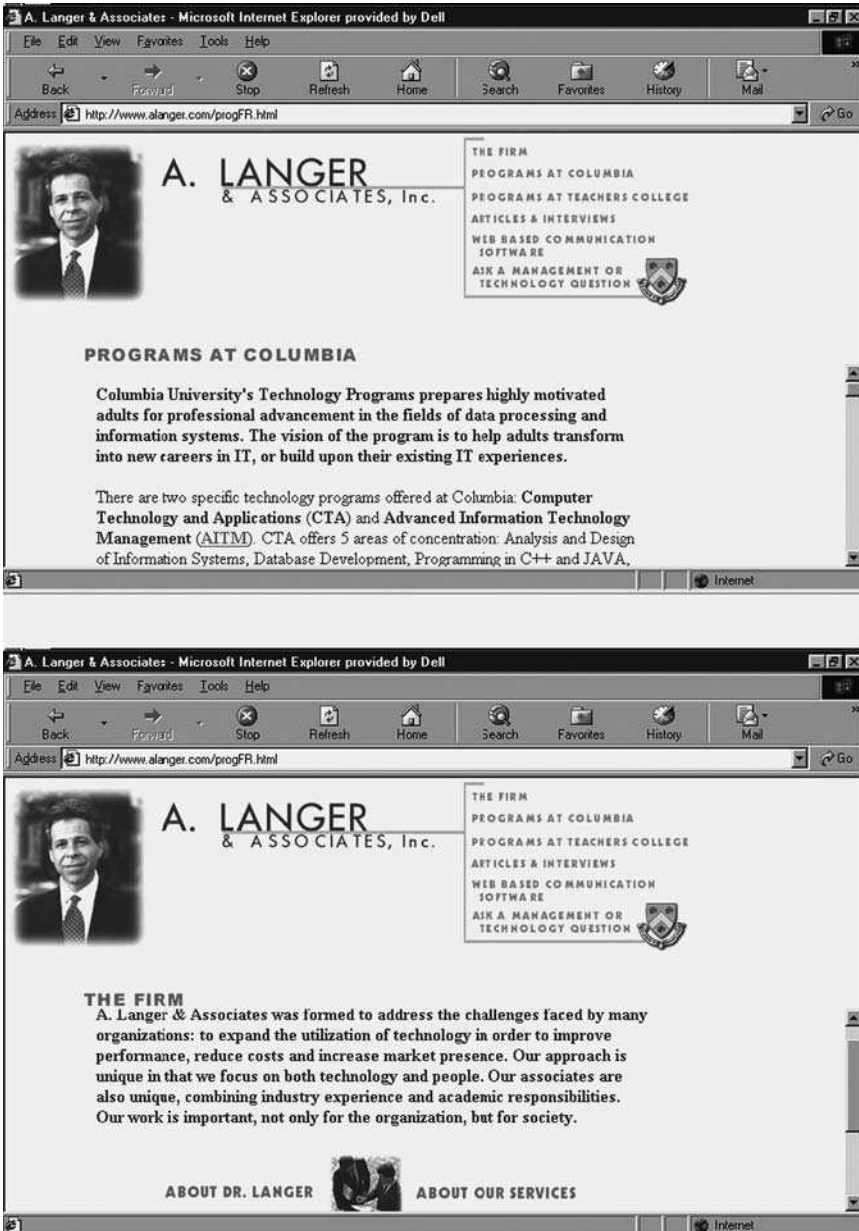 A. Langer & Associates - Microsoft Internet Explorer provided by Dell
File Edit View Favorites Tools Help
Back Forward Stop Refresh Home Search Favorites History Mail
Address http://www.alanger.com/progFR.html Go
A. LANGER
& ASSOCIATES, Inc.
THE FIRM
PROGRAMS AT COLUMBIA
PROGRAMS AT TEACHERS COLLEGE
ARTICLES & INTERVIEWS
WEB BASED COMMUNICATION
SOFTWARE
ASK A MANAGEMENT OR
TECHNOLOGY QUESTION
PROGRAMS AT COLUMBIA
Columbia University's Technology Programs prepares highly motivated
adults for professional advancement in the fields of data processing and
information systems. The vision of the program is to help adults transform
into new careers in IT, or build upon their existing IT experiences.
There are two specific technology programs offered at Columbia: Computer
Technology and Applications (CTA) and Advanced Information Technology
Management (AITM). CTA offers 5 areas of concentration: Analysis and Design
of Information Systems, Database Development, Programming in C++ and JAVA,
Internet
A. Langer & Associates - Microsoft Internet Explorer provided by Dell
File Edit View Favorites Tools Help
Back Forward Stop Refresh Home Search Favorites History Mail
Address http://www.alanger.com/progFR.html Go
A. LANGER
& ASSOCIATES, Inc.
THE FIRM
PROGRAMS AT COLUMBIA
PROGRAMS AT TEACHERS COLLEGE
ARTICLES & INTERVIEWS
WEB BASED COMMUNICATION
SOFTWARE
ASK A MANAGEMENT OR
TECHNOLOGY QUESTION
THE FIRM
A. Langer & Associates was formed to address the challenges faced by many
organizations: to expand the utilization of technology in order to improve
performance, reduce costs and increase market presence. Our approach is
unique in that we focus on both technology and people. Our associates are
also unique, combining industry experience and academic responsibilities.
Our work is important, not only for the organization, but for society.
ABOUT DR. LANGER ABOUT OUR SERVICES
Internet